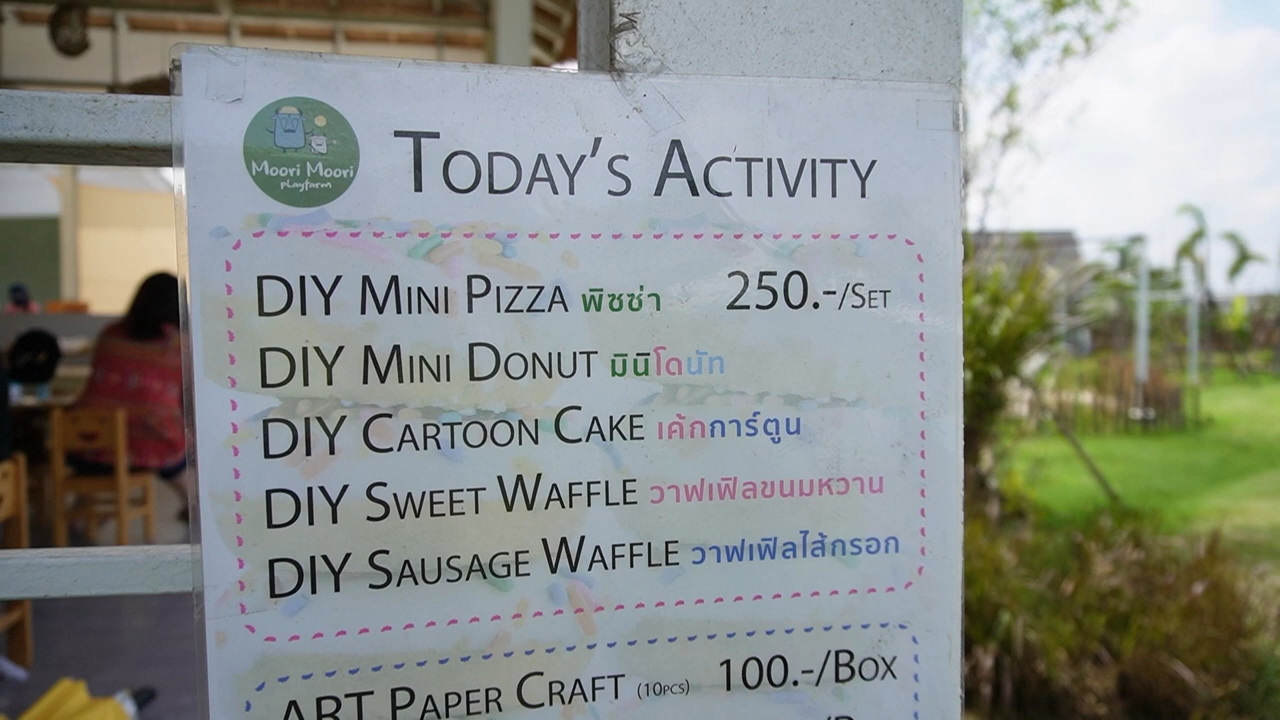 Moori Moori
playfarm
TODAY'S ACTIVITY
DIY MINI PIZZA พิซซ่า 250.-/SET
DIY MINI DONUT มินิโดนัท
DIY CARTOON CAKE เค้กการ์ตูน
DIY SWEET WAFFLE วาฟเฟิลขนมหวาน
DIY SAUSAGE WAFFLE วาฟเฟิลไส้กรอก
ART PAPER CRAFT (10PCS) 100.-/BOX